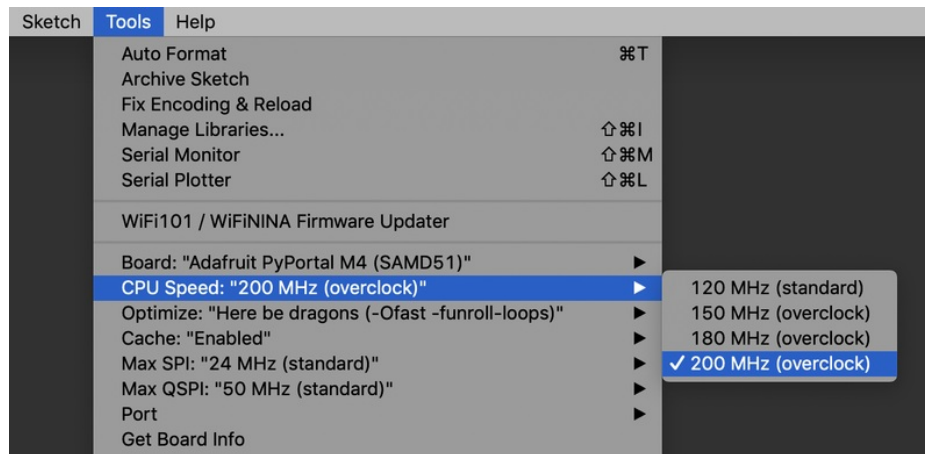 Sketch Tools Help
Auto Format ⌘T
Archive Sketch
Fix Encoding & Reload
Manage Libraries... ⇧⌘I
Serial Monitor ⇧⌘M
Serial Plotter ⇧⌘L
WiFi101 / WiFiNINA Firmware Updater
Board: "Adafruit PyPortal M4 (SAMD51)" ▶
CPU Speed: "200 MHz (overclock)" ▶
Optimize: "Here be dragons (-Ofast -funroll-loops)" ▶
Cache: "Enabled" ▶
Max SPI: "24 MHz (standard)" ▶
Max QSPI: "50 MHz (standard)" ▶
Port ▶
Get Board Info
120 MHz (standard)
150 MHz (overclock)
180 MHz (overclock)
✓ 200 MHz (overclock)